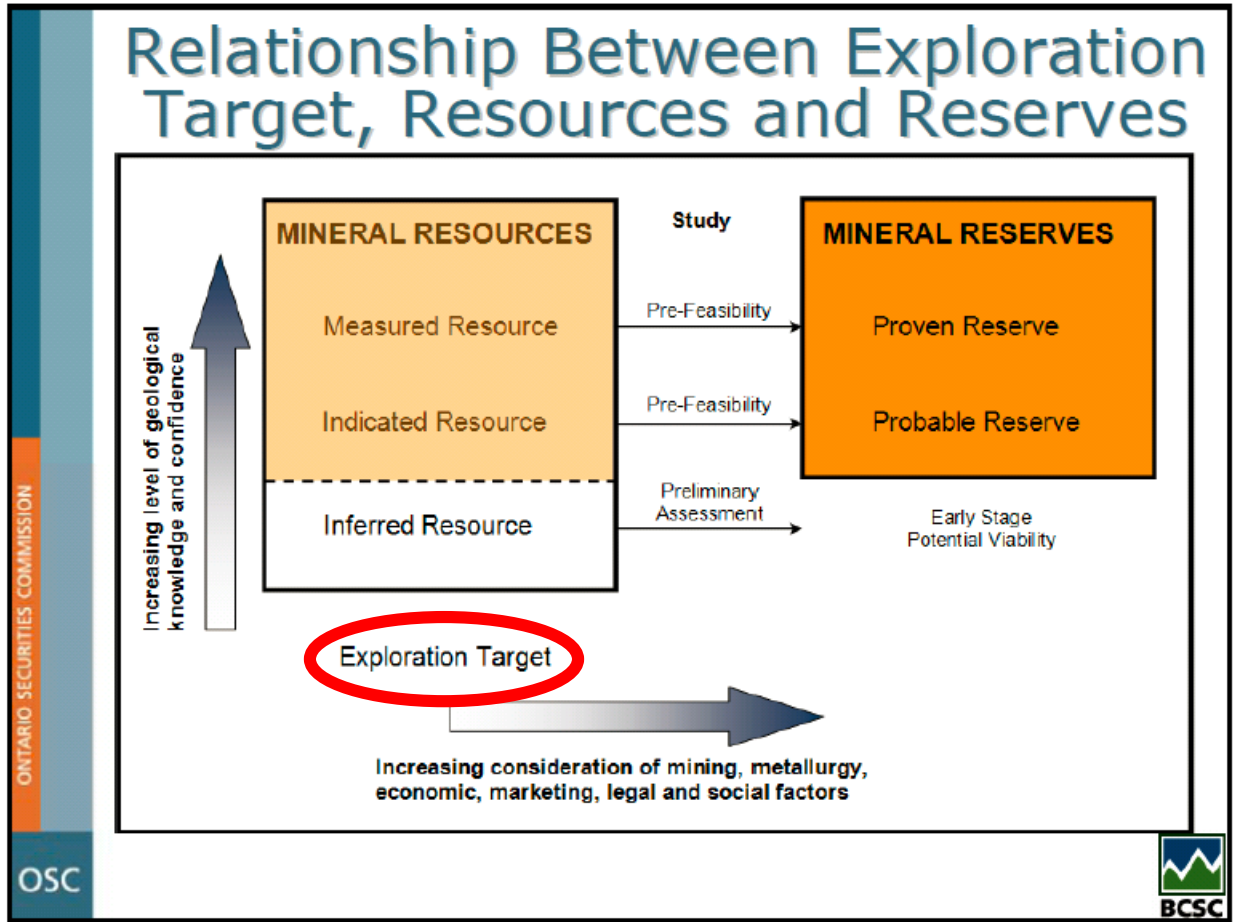 Relationship Between Exploration
Target, Resources and Reserves
MINERAL RESOURCES
Measured Resource
Indicated Resource
Inferred Resource
Study
Pre-Feasibility
Pre-Feasibility
Preliminary
Assessment
MINERAL RESERVES
Proven Reserve
Probable Reserve
Early Stage
Potential Viability
Increasing level of geological
knowledge and confidence
Exploration Target
Increasing consideration of mining, metallurgy,
economic, marketing, legal and social factors
ONTARIO SECURITIES COMMISSION
OSC
BCSC